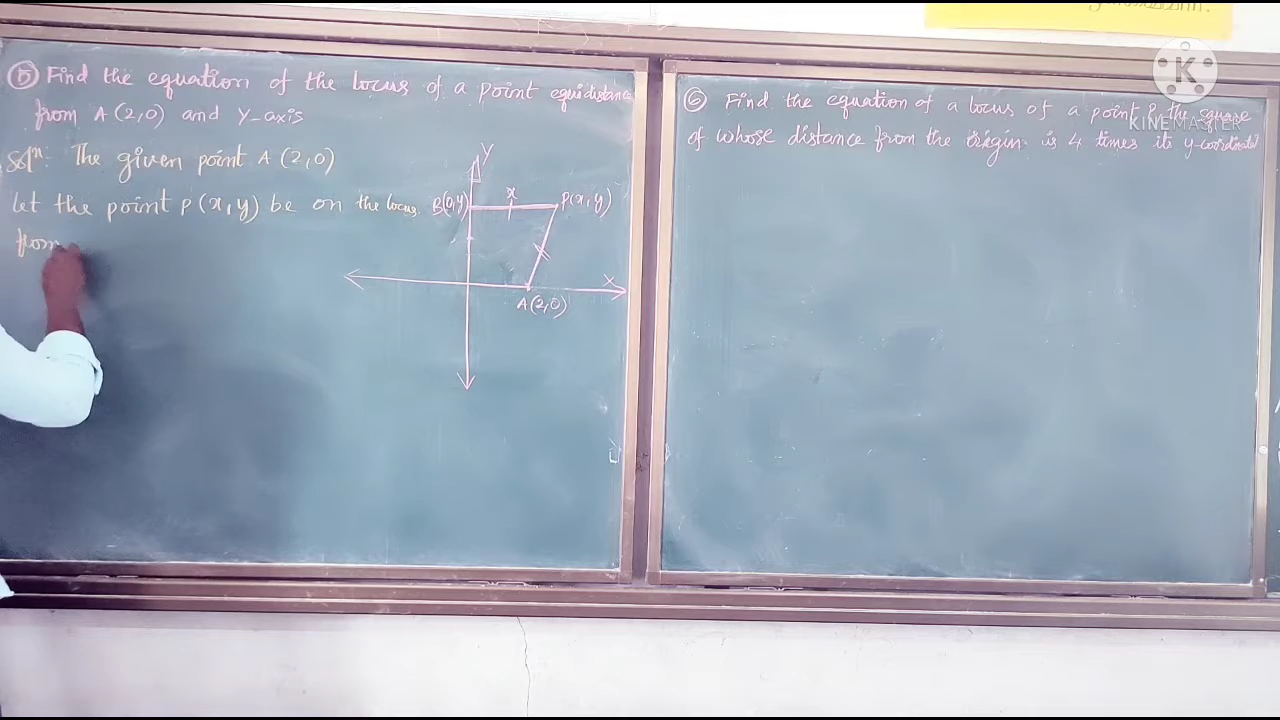 ⑤ Find the equation of the locus of a point equidistance
from A(2,0) and Y-axis
Solⁿ: The given point A(2,0)
Let the point P(x,y) be on the locus.
from
Y
B(0,y)
x
P(x,y)
X
A(2,0)
⑥ Find the equation of a locus of a point P, the square
of whose distance from the origin is 4 times its y-coordinate
K
KINEMASTER